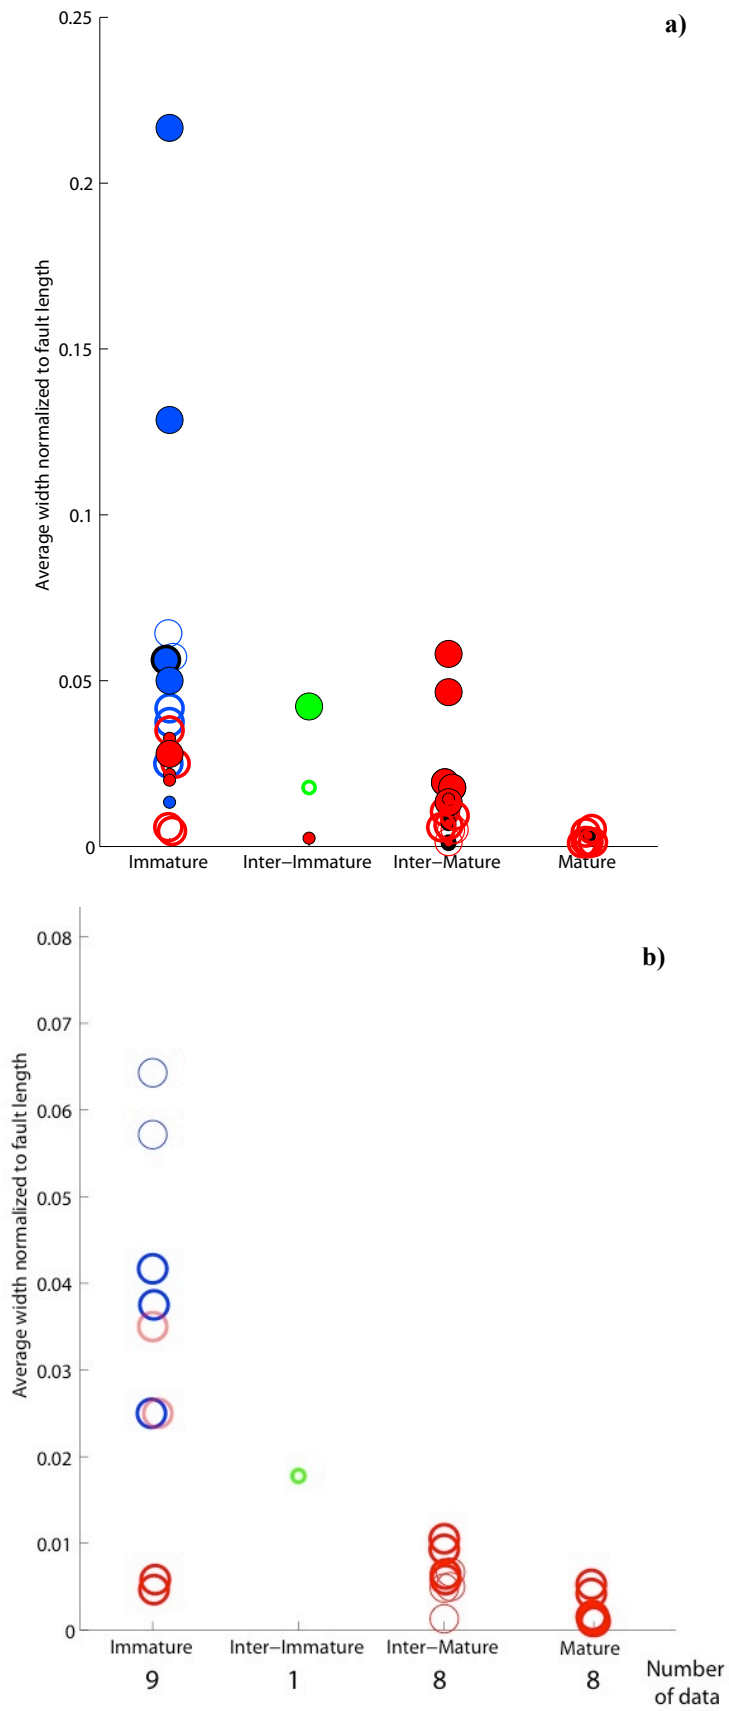 a)
0.25
0.2
0.15
0.1
0.05
0
Average width normalized to fault length
Immature Inter–Immature Inter–Mature Mature
b)
0.08
0.07
0.06
0.05
0.04
0.03
0.02
0.01
0
Average width normalized to fault length
Immature Inter–Immature Inter–Mature Mature
9 1 8 8 Number
of data